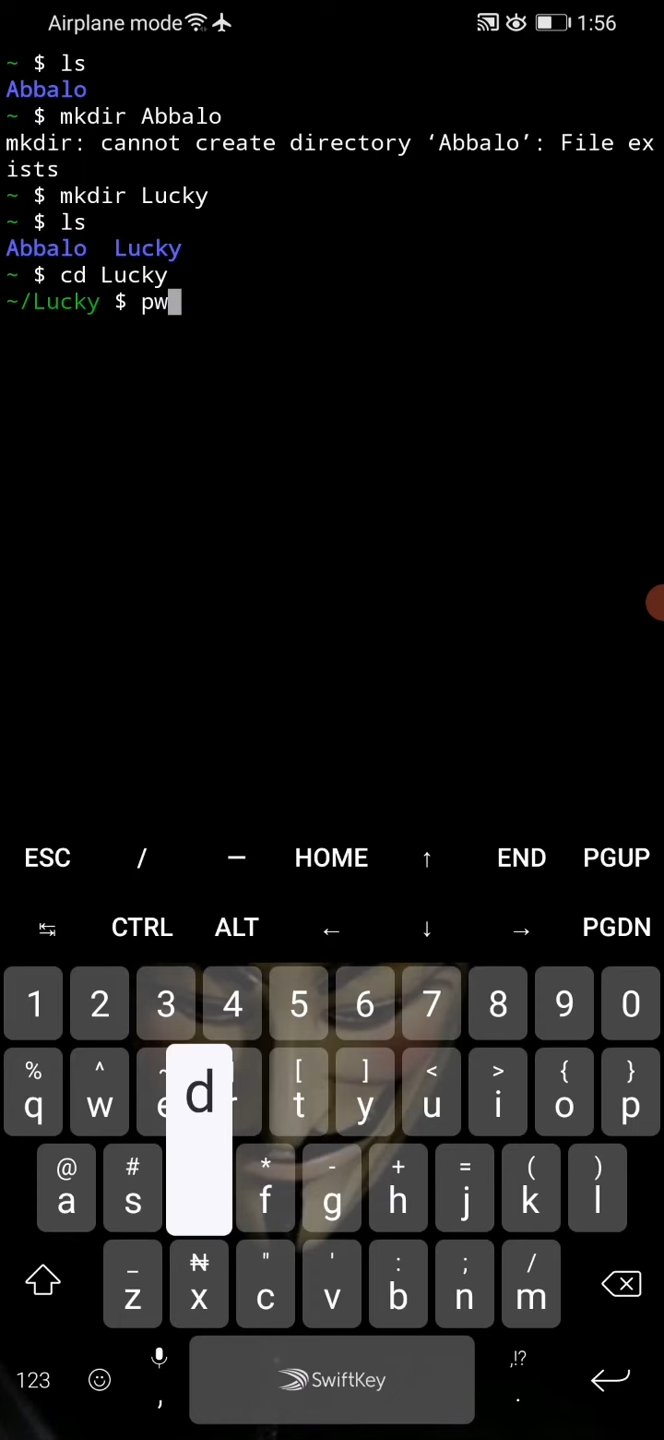 Airplane mode 1:56
~ $ ls
Abbalo
~ $ mkdir Abbalo
mkdir: cannot create directory ‘Abbalo’: File ex
ists
~ $ mkdir Lucky
~ $ ls
Abbalo  Lucky
~ $ cd Lucky
~/Lucky $ pw
ESC / — HOME ↑ END PGUP
↹ CTRL ALT ← ↓ → PGDN
1 2 3 4 5 6 7 8 9 0
% ^ ~ [ ] < > { }
q w e r t y u i o p
d
@ # * - + = ( )
a s f g h j k l
_ ₦ " ' : ; /
z x c v b n m
,!?
123 , SwiftKey .